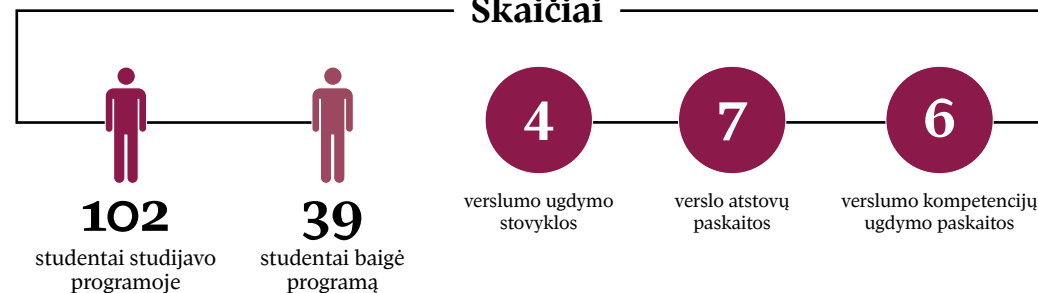 Skaičiai
102
studentai studijavo
programoje
39
studentai baigė
programą
4
verslumo ugdymo
stovyklos
7
verslo atstovų
paskaitos
6
verslumo kompetencijų
ugdymo paskaitos